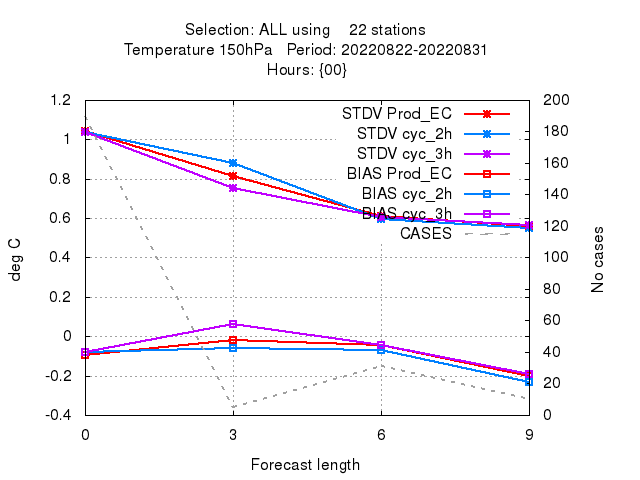 Selection: ALL using    22 stations
Temperature 150hPa   Period: 20220822-20220831
Hours: {00}
1.2
1
0.8
0.6
0.4
0.2
0
-0.2
-0.4
deg C
STDV Prod_EC
STDV cyc_2h
STDV cyc_3h
BIAS Prod_EC
BIAS cyc_2h
BIAS cyc_3h
CASES
200
180
160
140
120
100
80
60
40
20
0
No cases
0 3 6 9
Forecast length